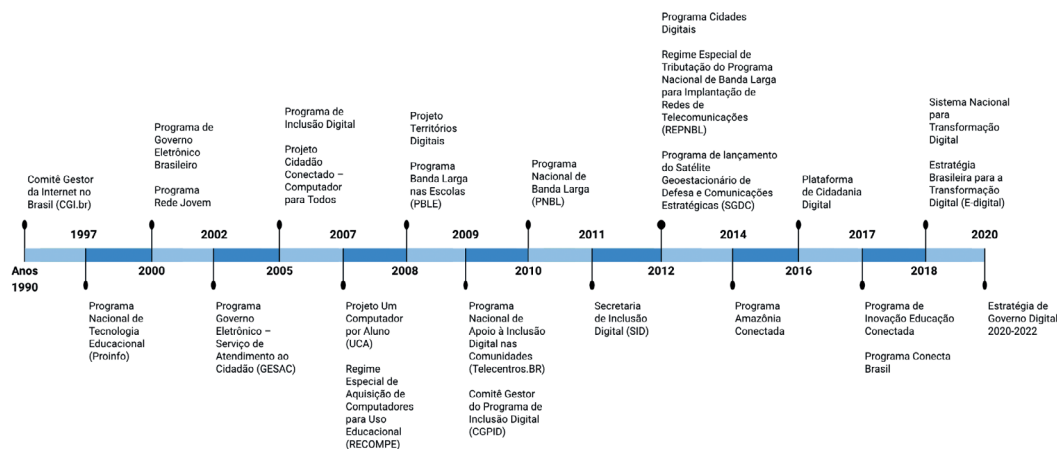 Comitê Gestor
da Internet no
Brasil (CGI.br)
Anos
1990
1997
Programa
Nacional de
Tecnologia
Educacional
(Proinfo)
Programa de
Governo
Eletrônico
Brasileiro
Programa
Rede Jovem
2000
2002
Programa
Governo
Eletrônico –
Serviço de
Atendimento ao
Cidadão (GESAC)
Programa de
Inclusão Digital
Projeto
Cidadão
Conectado –
Computador
para Todos
2005
2007
Projeto Um
Computador
por Aluno
(UCA)
Regime
Especial de
Aquisição de
Computadores
para Uso
Educacional
(RECOMPE)
Projeto
Territórios
Digitais
Programa
Banda Larga
nas Escolas
(PBLE)
2008
2009
Programa
Nacional de
Apoio à Inclusão
Digital nas
Comunidades
(Telecentros.BR)
Comitê Gestor
do Programa de
Inclusão Digital
(CGPID)
Programa
Nacional de
Banda Larga
(PNBL)
2010
2011
Secretaria
de Inclusão
Digital (SID)
Programa Cidades
Digitais
Regime Especial de
Tributação do Programa
Nacional de Banda Larga
para Implantação de
Redes de
Telecomunicações
(REPNBL)
Programa de lançamento
do Satélite
Geoestacionário de
Defesa e Comunicações
Estratégicas (SGDC)
2012
2014
Programa
Amazônia
Conectada
Plataforma
de Cidadania
Digital
2016
2017
Programa de
Inovação Educação
Conectada
Programa Conecta
Brasil
Sistema Nacional
para
Transformação
Digital
Estratégia
Brasileira para a
Transformação
Digital (E-digital)
2018
2020
Estratégia de
Governo Digital
2020-2022